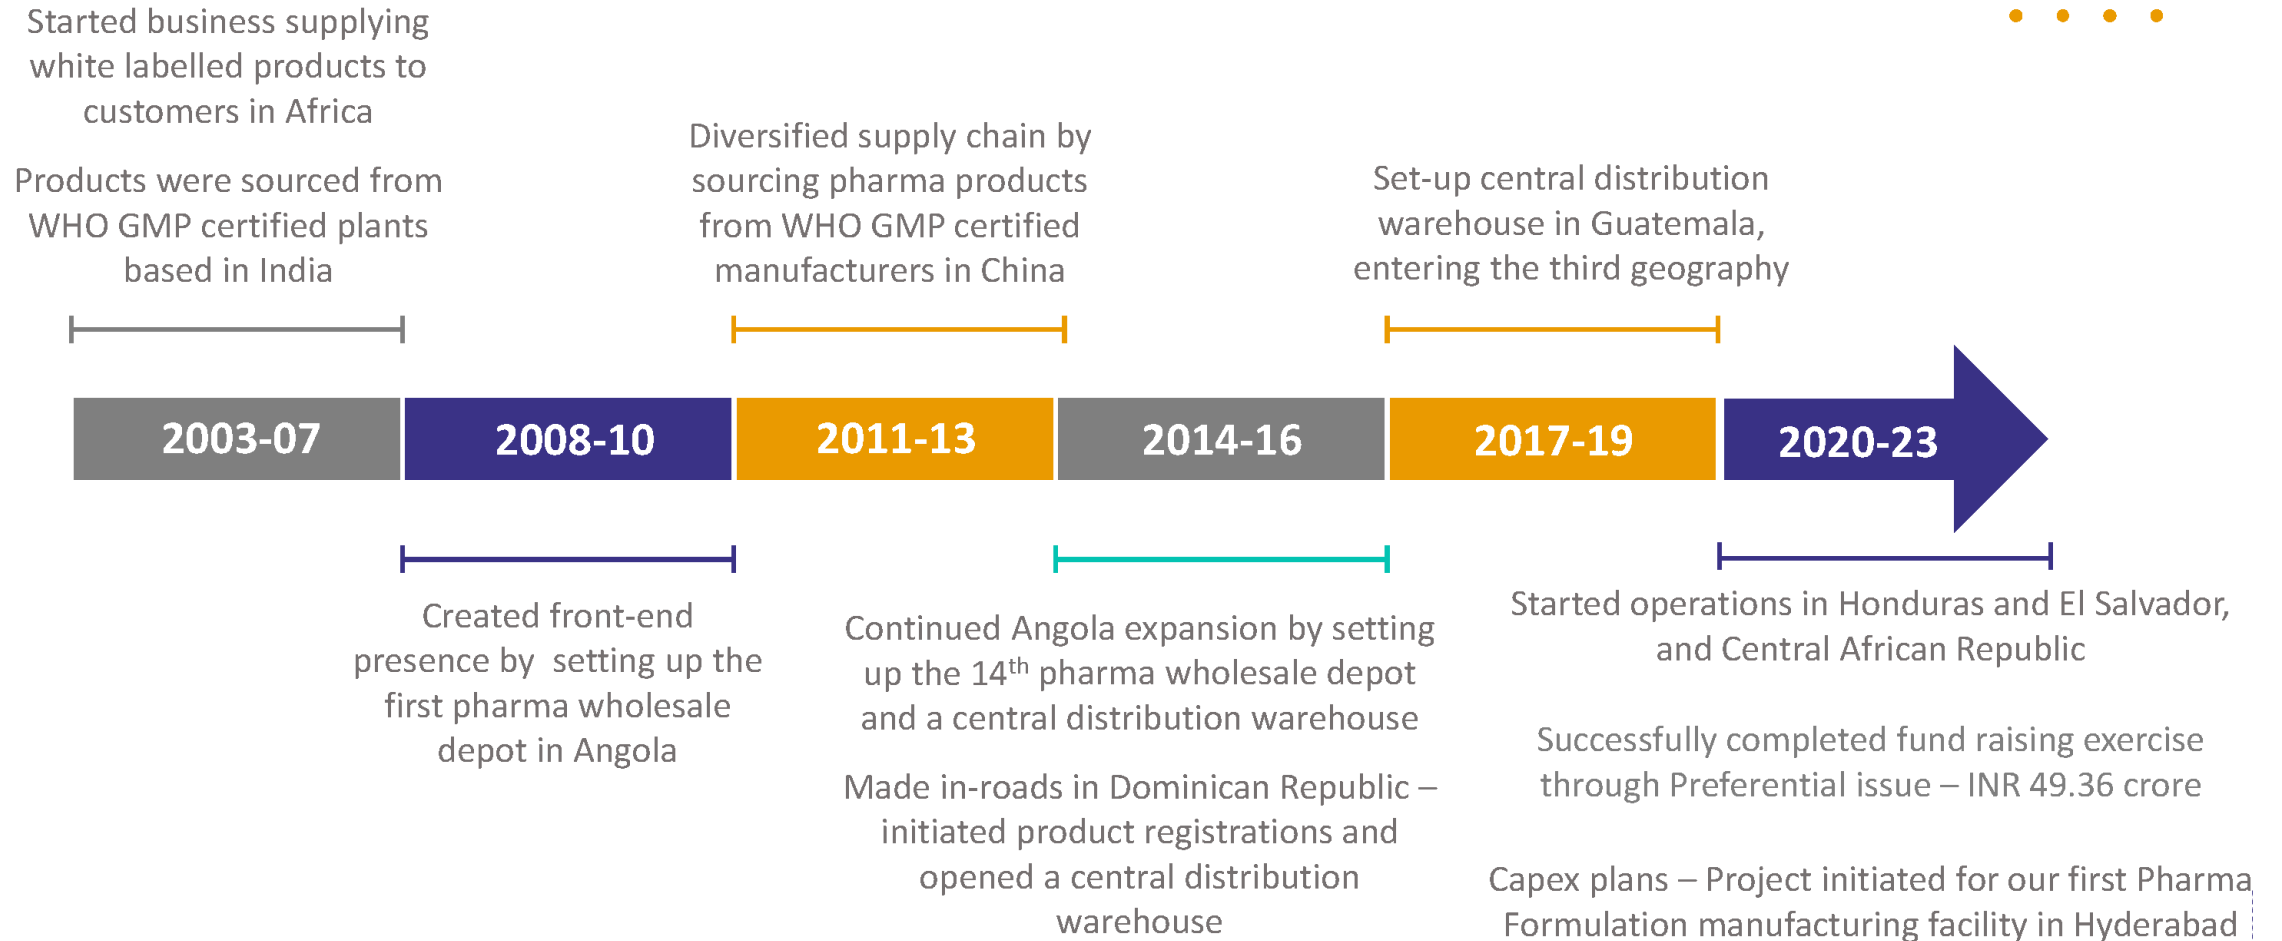 Started business supplying
white labelled products to
customers in Africa
Products were sourced from
WHO GMP certified plants
based in India
Diversified supply chain by
sourcing pharma products
from WHO GMP certified
manufacturers in China
Set-up central distribution
warehouse in Guatemala,
entering the third geography
2003-07
2008-10
2011-13
2014-16
2017-19
2020-23
Created front-end
presence by  setting up the
first pharma wholesale
depot in Angola
Continued Angola expansion by setting
up the 14th pharma wholesale depot
and a central distribution warehouse
Made in-roads in Dominican Republic –
initiated product registrations and
opened a central distribution
warehouse
Started operations in Honduras and El Salvador,
and Central African Republic
Successfully completed fund raising exercise
through Preferential issue – INR 49.36 crore
Capex plans – Project initiated for our first Pharma
Formulation manufacturing facility in Hyderabad